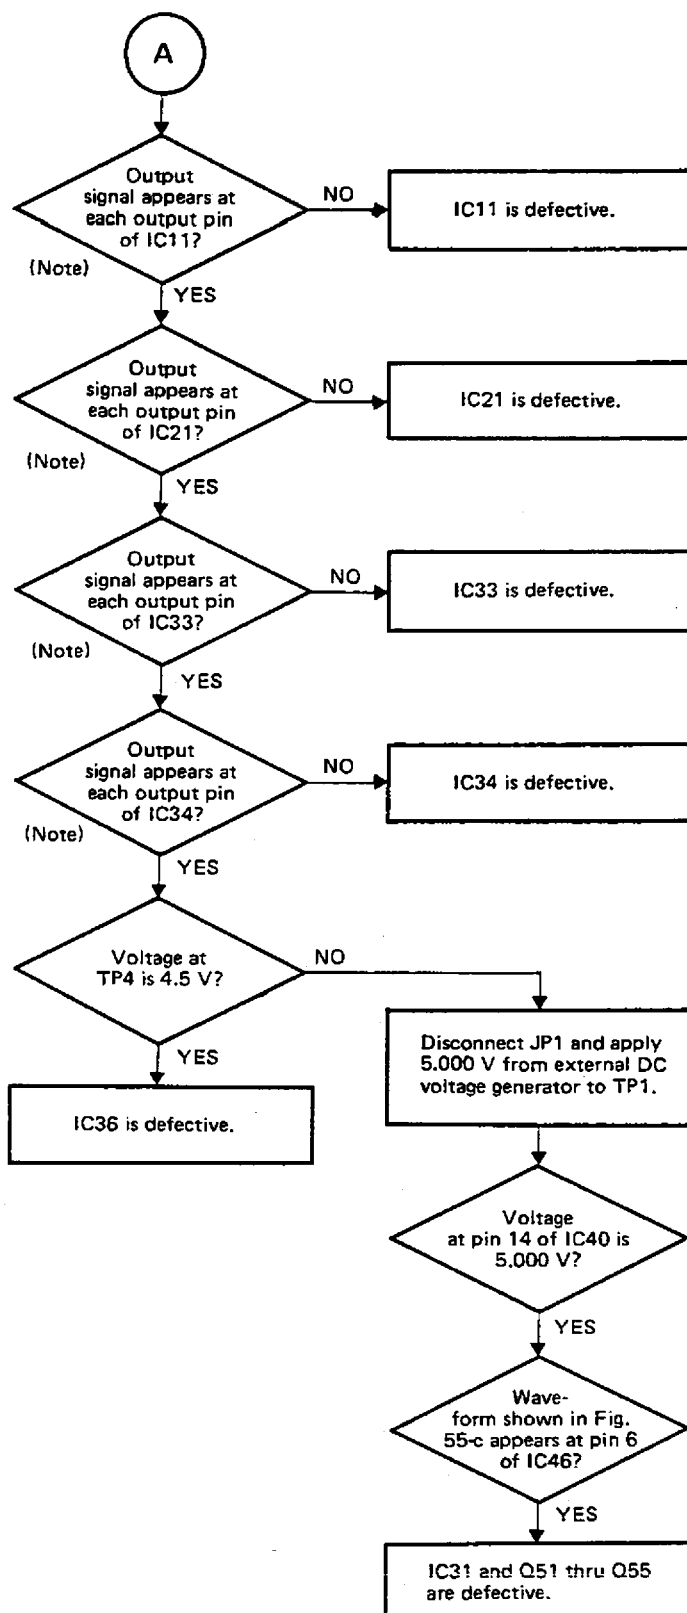 A
Output
signal appears at
each output pin
of IC11?
(Note)
NO
IC11 is defective.
YES
Output
signal appears at
each output pin
of IC21?
(Note)
NO
IC21 is defective.
YES
Output
signal appears at
each output pin
of IC33?
(Note)
NO
IC33 is defective.
YES
Output
signal appears at
each output pin
of IC34?
(Note)
NO
IC34 is defective.
YES
Voltage at
TP4 is 4.5 V?
NO
YES
IC36 is defective.
Disconnect JP1 and apply
5.000 V from external DC
voltage generator to TP1.
Voltage
at pin 14 of IC40 is
5.000 V?
YES
Wave-
form shown in Fig.
55-c appears at pin 6
of IC46?
YES
IC31 and Q51 thru Q55
are defective.